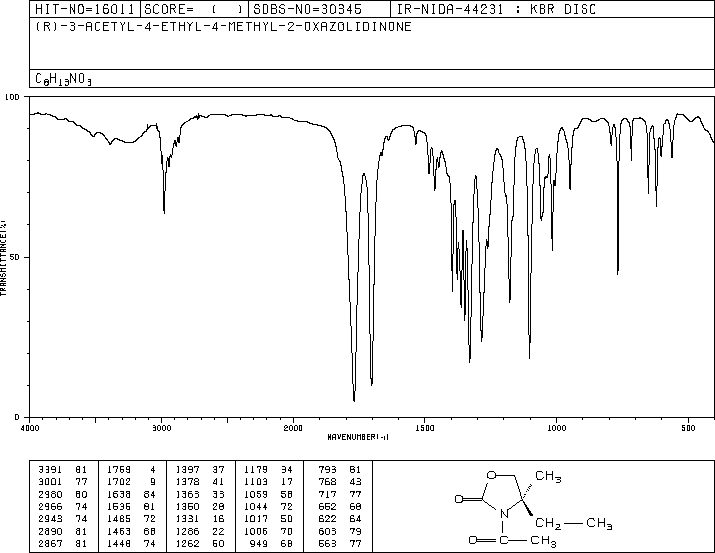 HIT-NO=16011 SCORE= ( ) SDBS-NO=30345 IR-NIDA-44231 : KBR DISC
(R)-3-ACETYL-4-ETHYL-4-METHYL-2-OXAZOLIDINONE
C8H13NO3
100
50
0
TRANSMITTANCE(%)
4000 3000 2000 1500 1000 500
WAVENUMBER(-1)
3391 81 1769 4 1397 37 1179 34 793 81
3001 77 1702 9 1378 41 1103 17 768 43
2980 60 1638 84 1363 33 1059 58 717 77
2966 74 1536 81 1350 28 1044 72 652 68
2943 74 1485 72 1331 16 1017 50 622 64
2890 81 1463 68 1286 22 1006 70 603 79
2867 81 1448 74 1262 50 949 68 563 77
O CH3
O N CH2 CH3
O C CH3